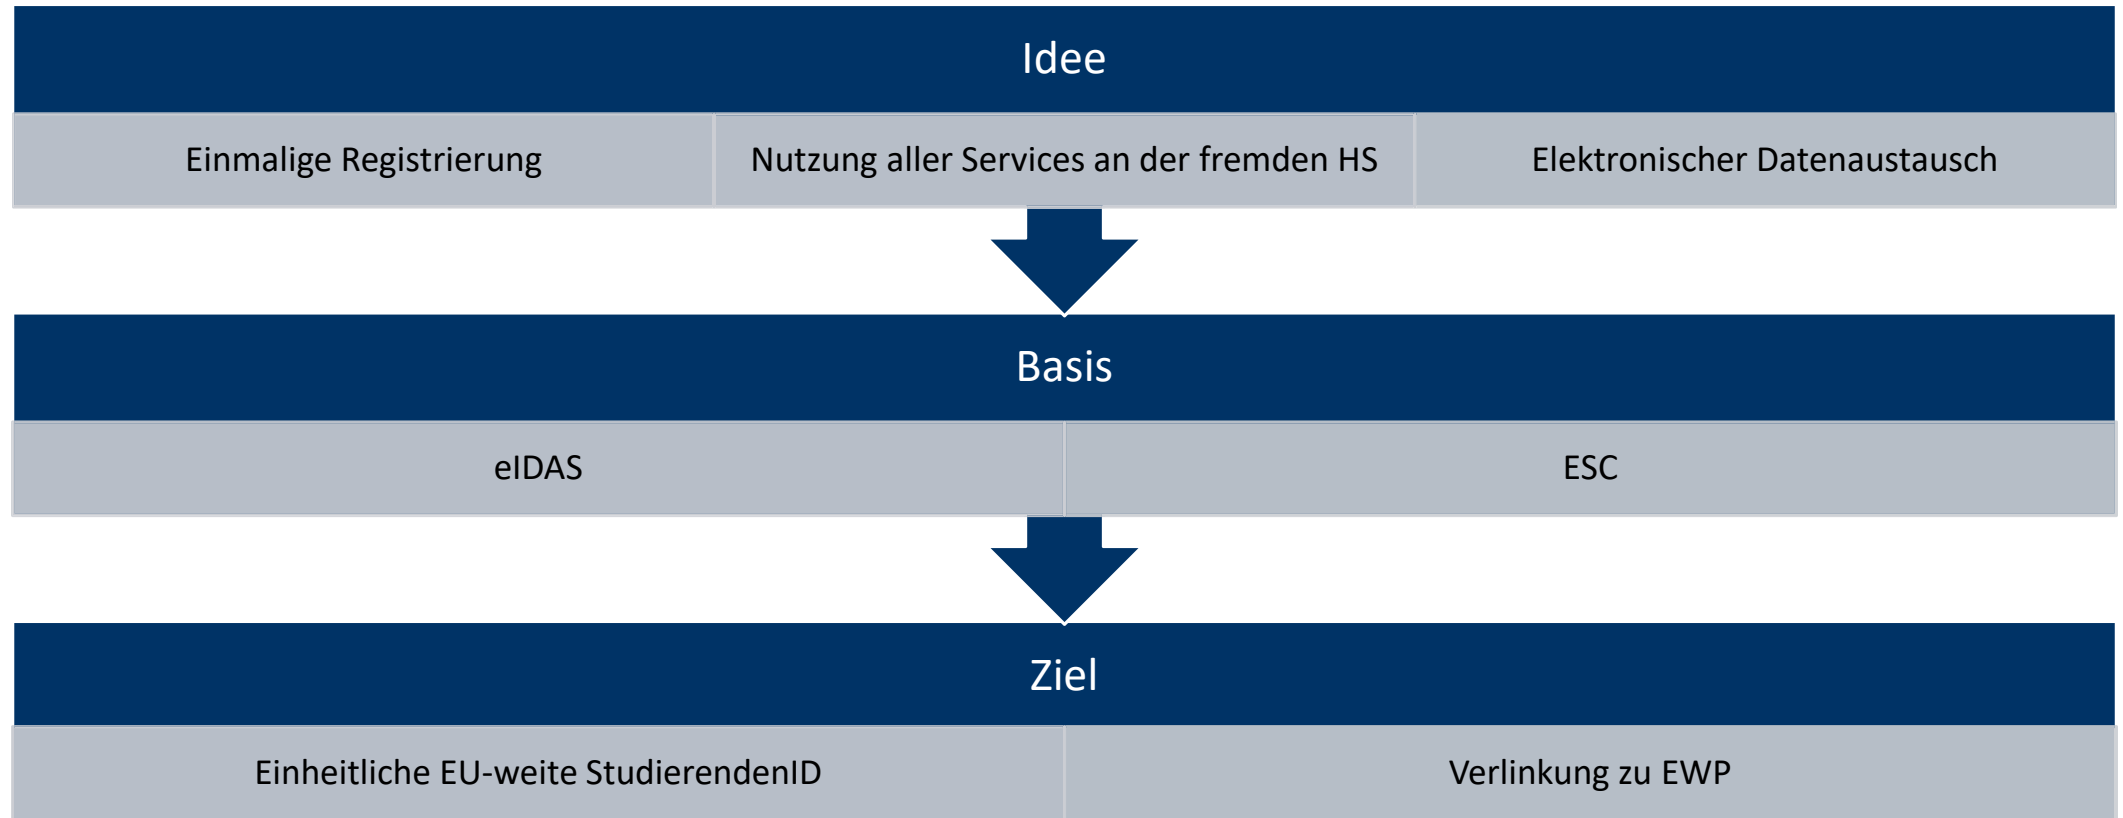 Idee
Einmalige Registrierung
Nutzung aller Services an der fremden HS
Elektronischer Datenaustausch
Basis
eIDAS
ESC
Ziel
Einheitliche EU-weite StudierendenID
Verlinkung zu EWP